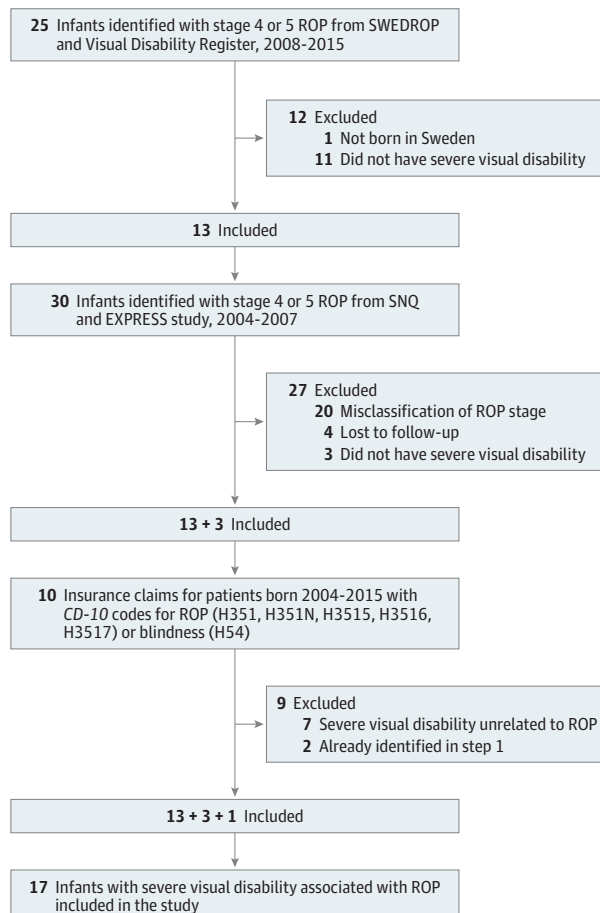 25 Infants identified with stage 4 or 5 ROP from SWEDROP
and Visual Disability Register, 2008-2015
12 Excluded
1 Not born in Sweden
11 Did not have severe visual disability
13 Included
30 Infants identified with stage 4 or 5 ROP from SNQ
and EXPRESS study, 2004-2007
27 Excluded
20 Misclassification of ROP stage
4 Lost to follow-up
3 Did not have severe visual disability
13 + 3 Included
10 Insurance claims for patients born 2004-2015 with
CD-10 codes for ROP (H351, H351N, H3515, H3516,
H3517) or blindness (H54)
9 Excluded
7 Severe visual disability unrelated to ROP
2 Already identified in step 1
13 + 3 + 1 Included
17 Infants with severe visual disability associated with ROP
included in the study